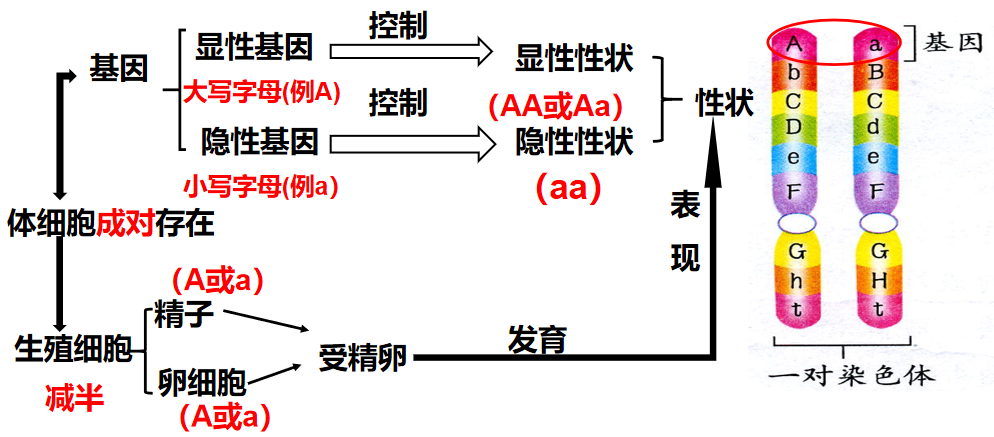 基因
显性基因
大写字母(例A)
控制
显性性状
(AA或Aa)
隐性基因
小写字母(例a)
控制
隐性性状
(aa)
性状
体细胞成对存在
生殖细胞
减半
(A或a)
精子
卵细胞
(A或a)
受精卵
发育
表现
A a
b B
C C
D d
e e
F F
G G
h H
t t
基因
一对染色体